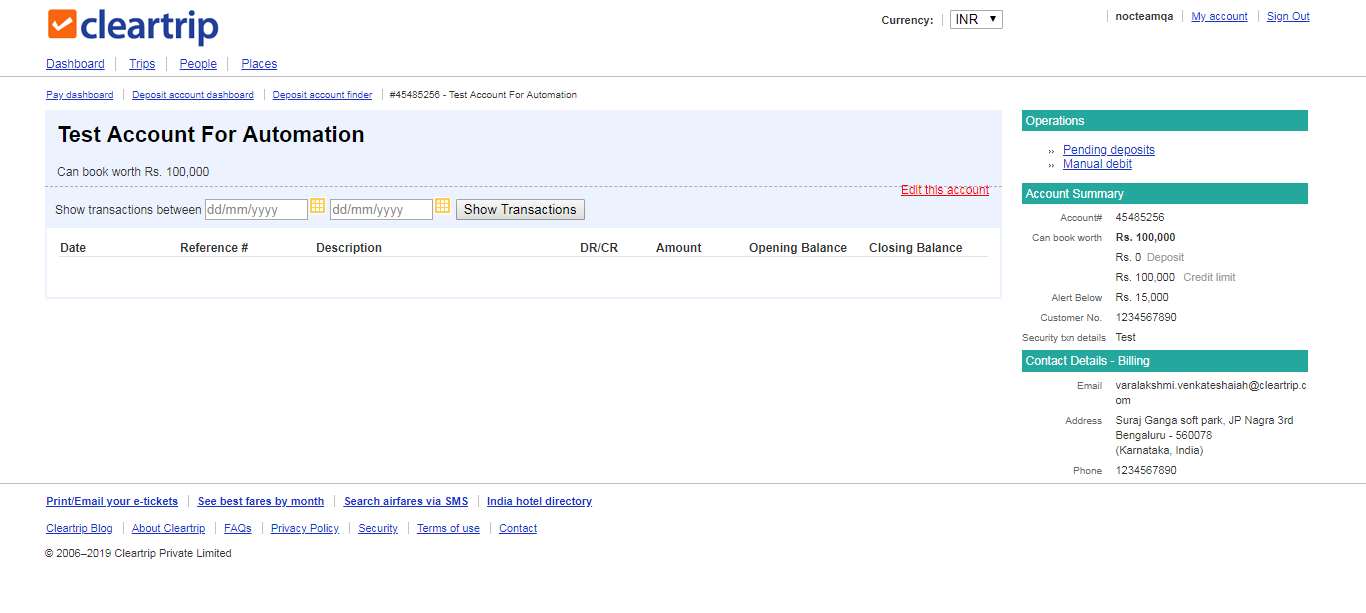 cleartrip
Currency: INR ▼
nocteamqa My account Sign Out
Dashboard Trips People Places
Pay dashboard Deposit account dashboard Deposit account finder #45485256 - Test Account For Automation
Test Account For Automation
Can book worth Rs. 100,000
Edit this account
Show transactions between dd/mm/yyyy dd/mm/yyyy Show Transactions
Date Reference # Description DR/CR Amount Opening Balance Closing Balance
Operations
›› Pending deposits
›› Manual debit
Account Summary
Account# 45485256
Can book worth Rs. 100,000
Rs. 0 Deposit
Rs. 100,000 Credit limit
Alert Below Rs. 15,000
Customer No. 1234567890
Security txn details Test
Contact Details - Billing
Email varalakshmi.venkateshaiah@cleartrip.c
om
Address Suraj Ganga soft park, JP Nagra 3rd
Bengaluru - 560078
(Karnataka, India)
Phone 1234567890
Print/Email your e-tickets See best fares by month Search airfares via SMS India hotel directory
Cleartrip Blog About Cleartrip FAQs Privacy Policy Security Terms of use Contact
© 2006–2019 Cleartrip Private Limited